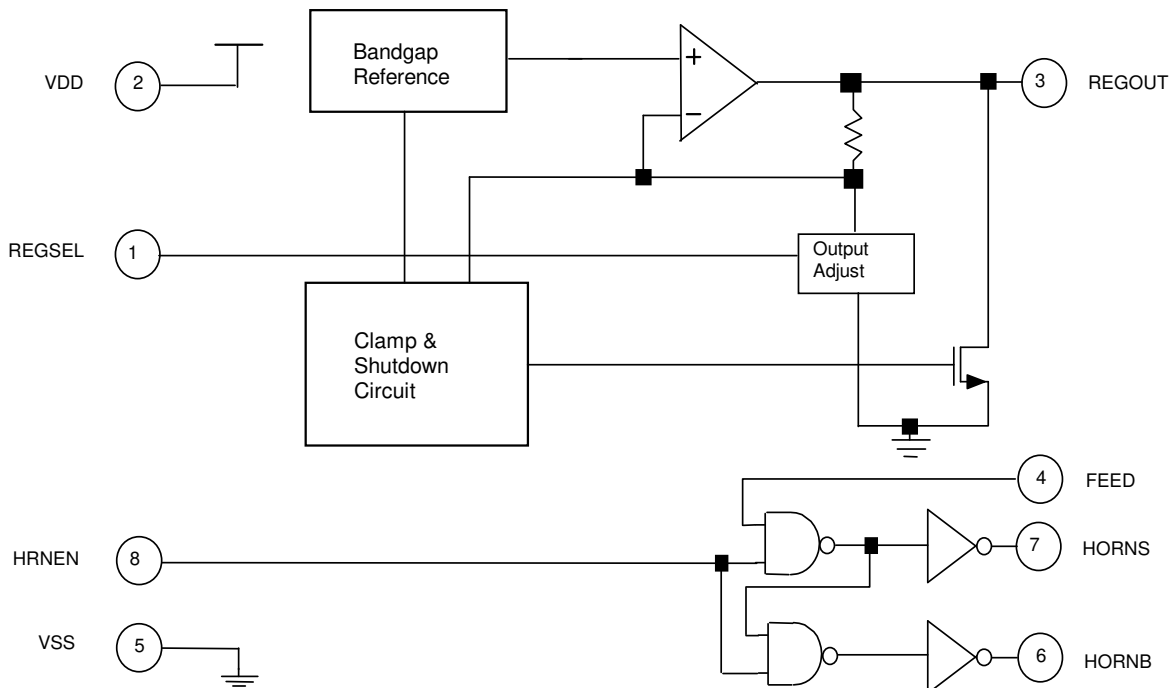 Bandgap
Reference
+
−
VDD
2
3
REGOUT
REGSEL
1
Output
Adjust
Clamp &
Shutdown
Circuit
4
FEED
HRNEN
8
7
HORNS
VSS
5
6
HORNB